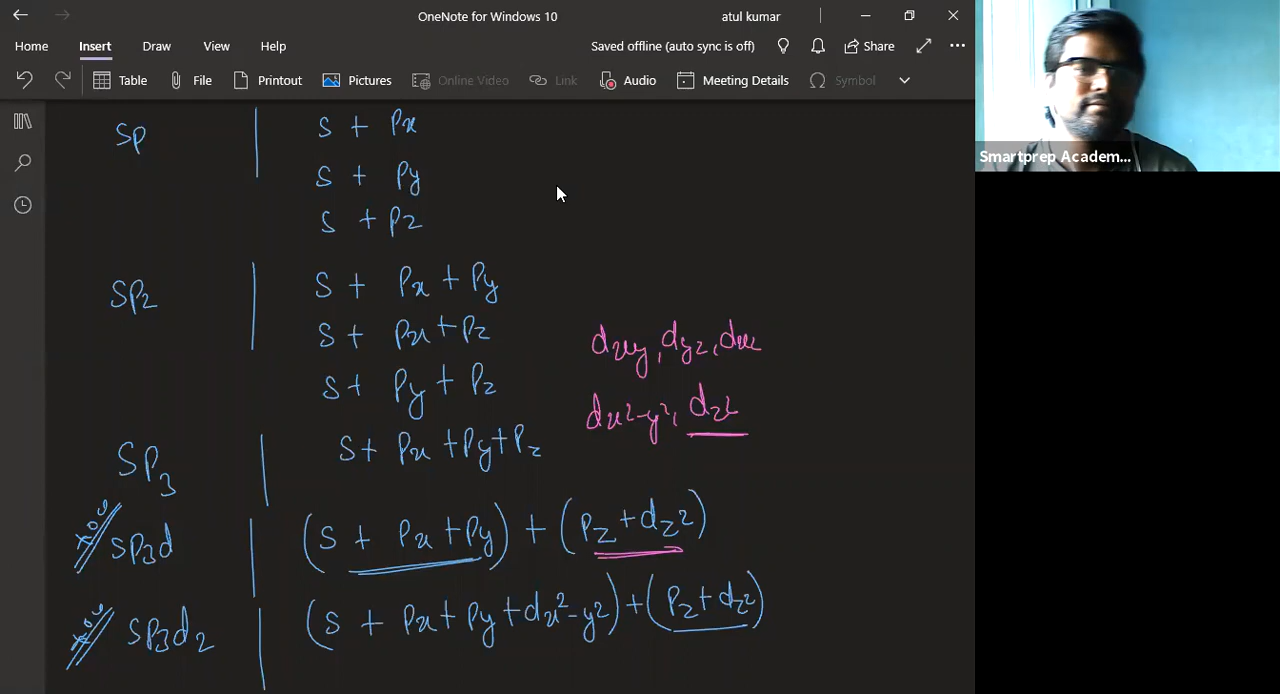 OneNote for Windows 10
atul kumar
Home Insert Draw View Help
Saved offline (auto sync is off) Share
Table File Printout Pictures Online Video Link Audio Meeting Details Symbol
Smartprep Academ...
sp | s + Px
s + Py
s + Pz
sp2 | s + Px + Py
s + Px + Pz
s + Py + Pz
sp3 | s + Px + Py + Pz
dxy, dyz, dxz
dx²-y², dz²
sp3d | (s + Px + Py) + (Pz + dz²)
sp3d2 | (s + Px + Py + dx²-y²) + (Pz + dz²)